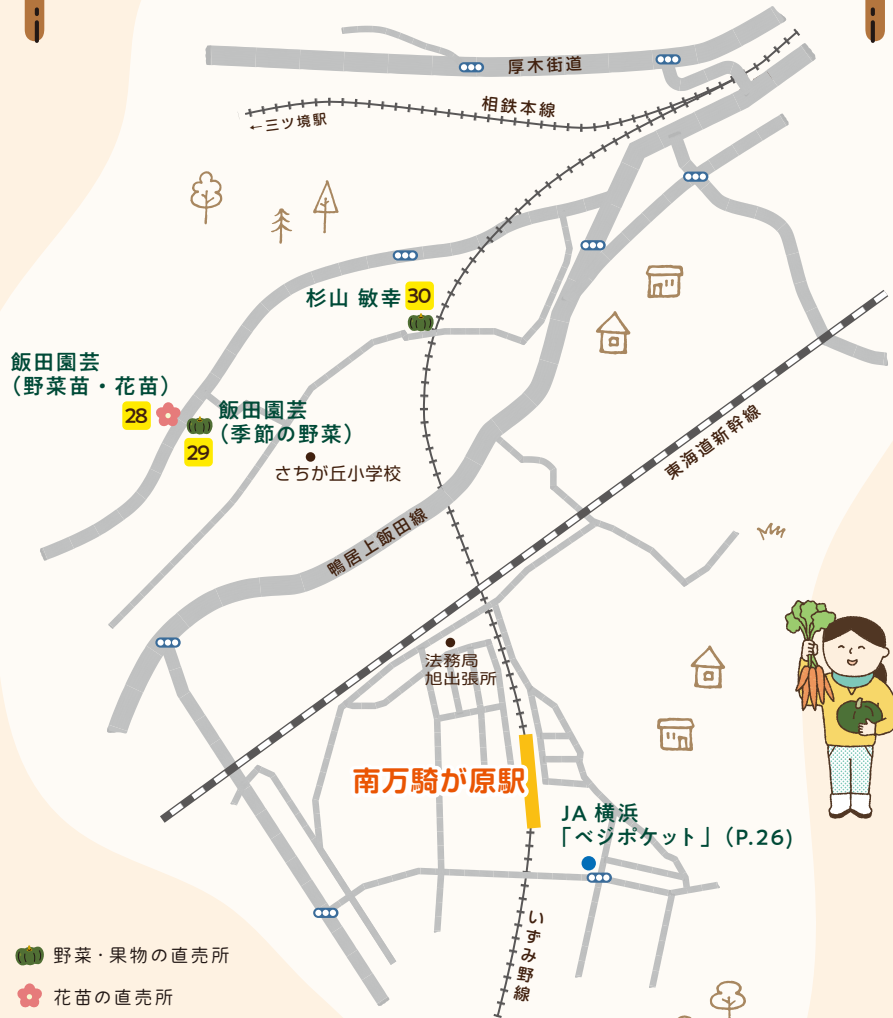 厚木街道
相鉄本線
←三ツ境駅
杉山 敏幸 30
飯田園芸
(野菜苗・花苗)
28
飯田園芸
(季節の野菜)
29
さちが丘小学校
東海道新幹線
鴨居上飯田線
法務局
旭出張所
南万騎が原駅
JA 横浜
「ベジポケット」(P.26)
いずみ野線
野菜・果物の直売所
花苗の直売所